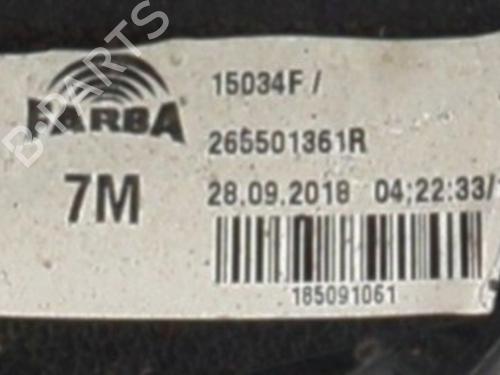 FARBA
7M
15034F /
265501361R
28.09.2018 04;22:33/
185091061
B-PARTS